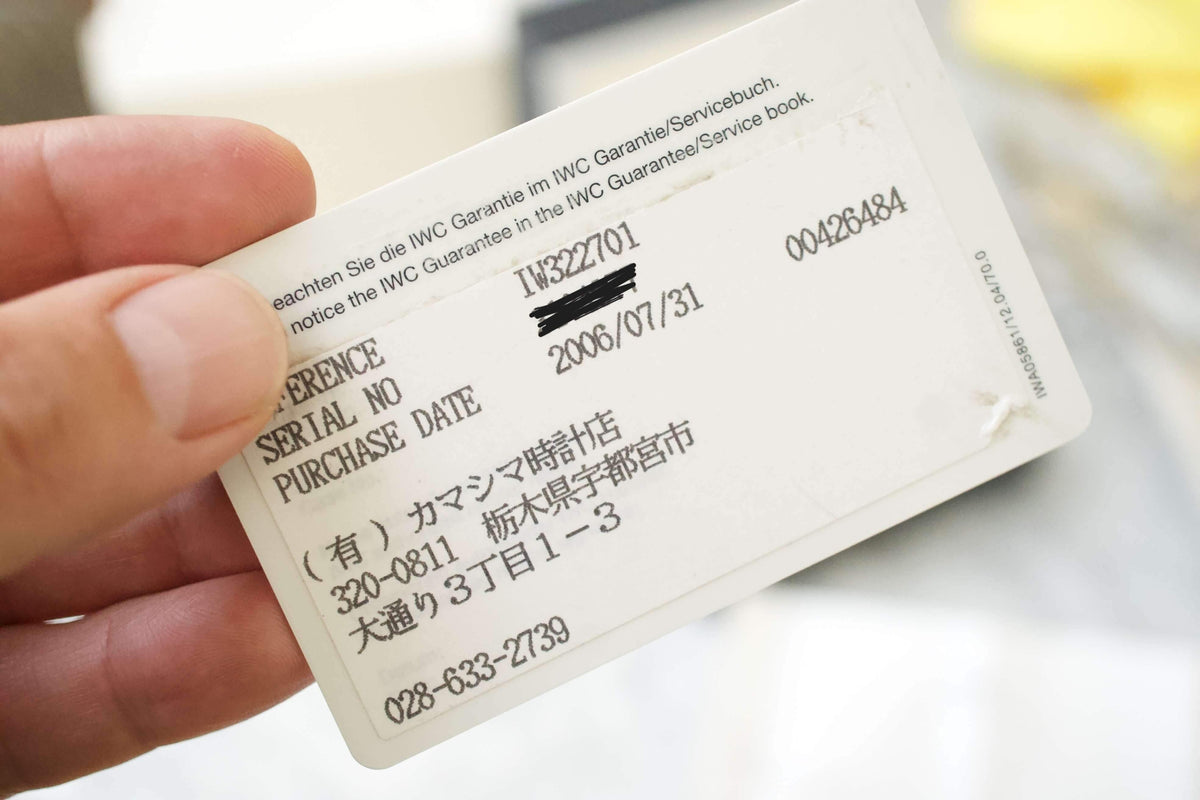 eachten Sie die IWC Garantie im IWC Garantie/Servicebuch.
notice the IWC Guarantee in the IWC Guarantee/Service book.
FERENCE IW322701 00426484
SERIAL NO
PURCHASE DATE 2006/07/31
(有) カマシマ時計店
320-0811 栃木県宇都宮市
大通り3丁目1-3
028-633-2739
IWA05861/12.04/70.0